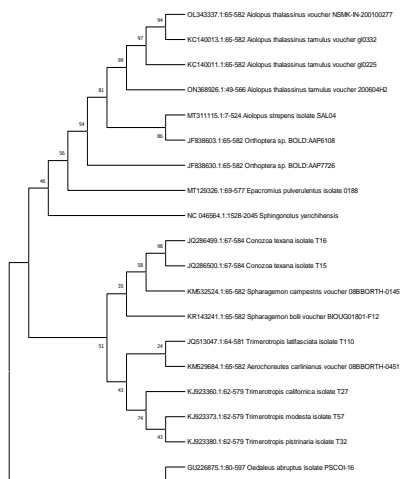 OL343337.1:65-582 Aiolopus thalassinus voucher NSMK-IN-200100277
94
KC140013.1:65-582 Aiolopus thalassinus tamulus voucher gl0332
97
KC140011.1:65-582 Aiolopus thalassinus tamulus voucher gl0225
99
ON368926.1:49-566 Aiolopus thalassinus tamulus voucher 200604H2
81
MT311115.1:7-524 Aiolopus strepens isolate SAL04
86
JF838603.1:65-582 Orthoptera sp. BOLD:AAP6108
54
JF838630.1:65-582 Orthoptera sp. BOLD:AAP7726
56
MT129326.1:69-577 Epacromius pulverulentus isolate 0188
46
NC 046564.1:1528-2045 Sphingonotus yenchihensis
JQ286499.1:67-584 Conozoa texana isolate T16
98
JQ286500.1:67-584 Conozoa texana isolate T15
58
KM532524.1:65-582 Spharagemon campestris voucher 08BBORTH-0145
35
KR143241.1:65-582 Spharagemon bolli voucher BIOUG01801-F12
51
JQ513047.1:64-581 Trimerotropis latifasciata isolate T110
24
KM529684.1:65-582 Aerochoreutes carlinianus voucher 08BBORTH-0451
43
KJ923360.1:62-579 Trimerotropis californica isolate T27
74
KJ923373.1:62-579 Trimerotropis modesta isolate T57
43
KJ923380.1:62-579 Trimerotropis pistrinaria isolate T32
GU226875.1:80-597 Oedaleus abruptus isolate PSCOI-16